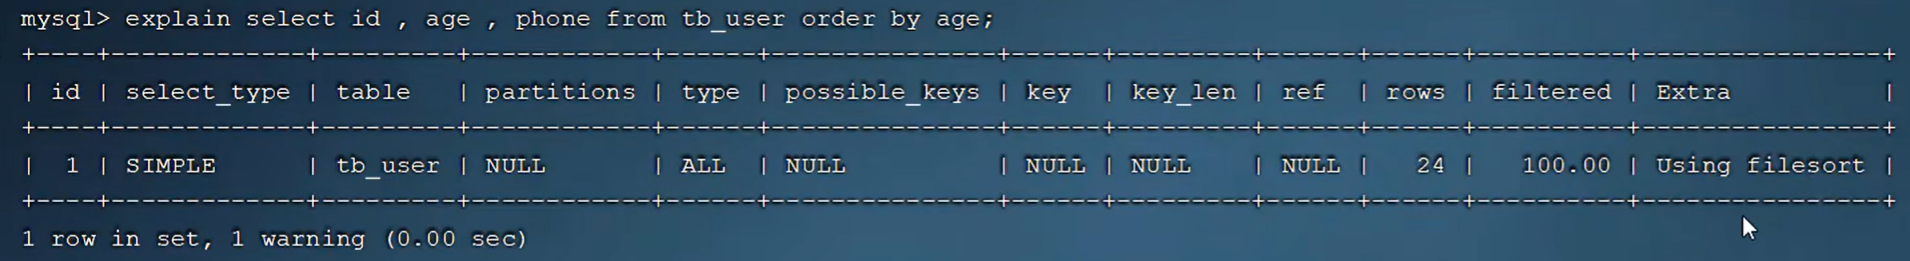 mysql> explain select id , age , phone from tb_user order by age;
+----+-------------+---------+------------+------+---------------+------+---------+------+------+----------+----------------+
| id | select_type | table   | partitions | type | possible_keys | key  | key_len | ref  | rows | filtered | Extra          |
+----+-------------+---------+------------+------+---------------+------+---------+------+------+----------+----------------+
|  1 | SIMPLE      | tb_user | NULL       | ALL  | NULL          | NULL | NULL    | NULL |   24 |   100.00 | Using filesort |
+----+-------------+---------+------------+------+---------------+------+---------+------+------+----------+----------------+
1 row in set, 1 warning (0.00 sec)